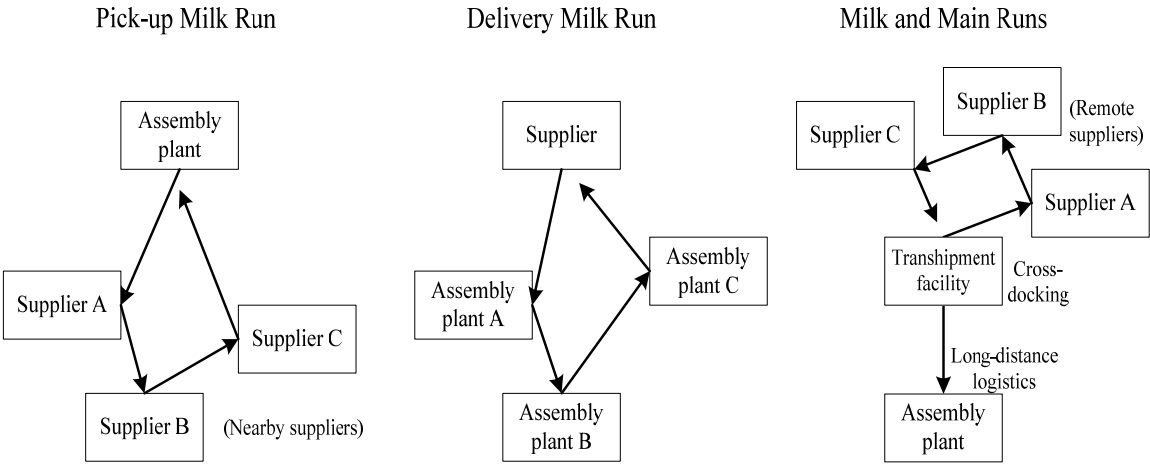 Pick-up Milk Run
Assembly
plant
Supplier A
Supplier C
Supplier B
(Nearby suppliers)
Delivery Milk Run
Supplier
Assembly
plant C
Assembly
plant A
Assembly
plant B
Milk and Main Runs
Supplier B
(Remote
suppliers)
Supplier C
Supplier A
Transhipment
facility
Cross-
docking
Long-distance
logistics
Assembly
plant